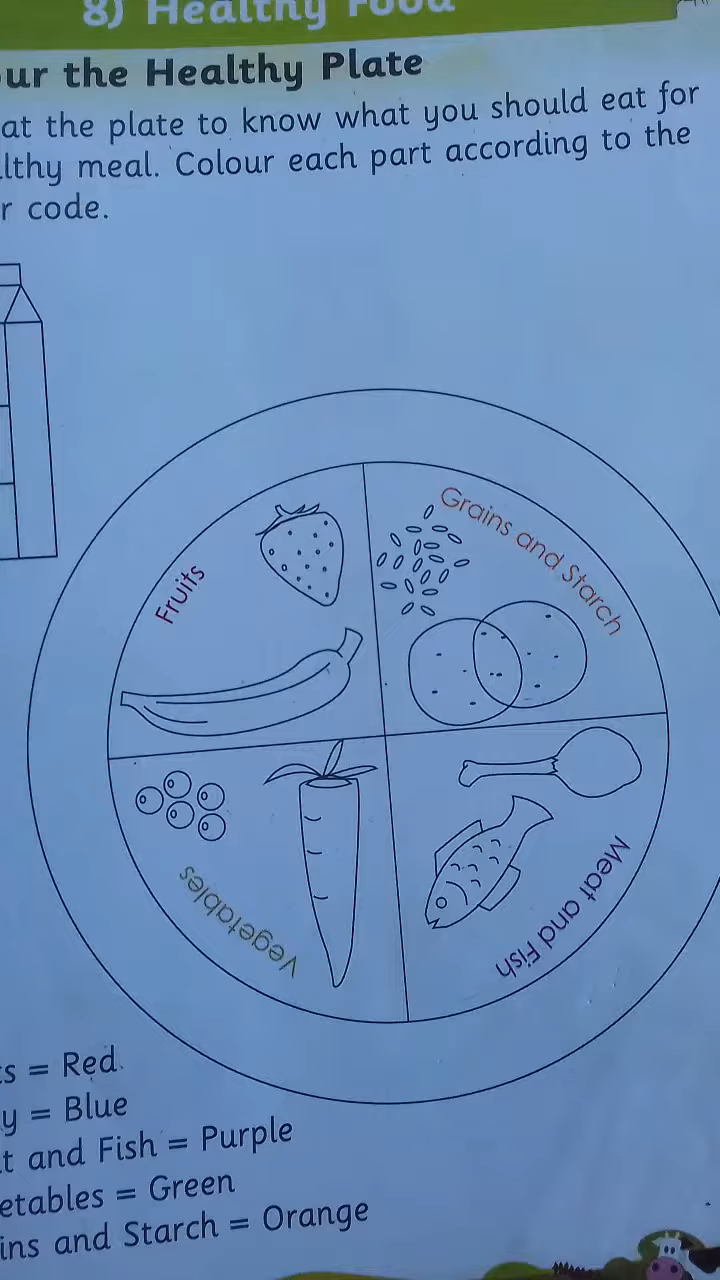 8) Healthy Food
our the Healthy Plate
at the plate to know what you should eat for
lthy meal. Colour each part according to the
r code.
Fruits
Grains and Starch
Vegetables
Meat and Fish
ts = Red
y = Blue
t and Fish = Purple
etables = Green
ins and Starch = Orange